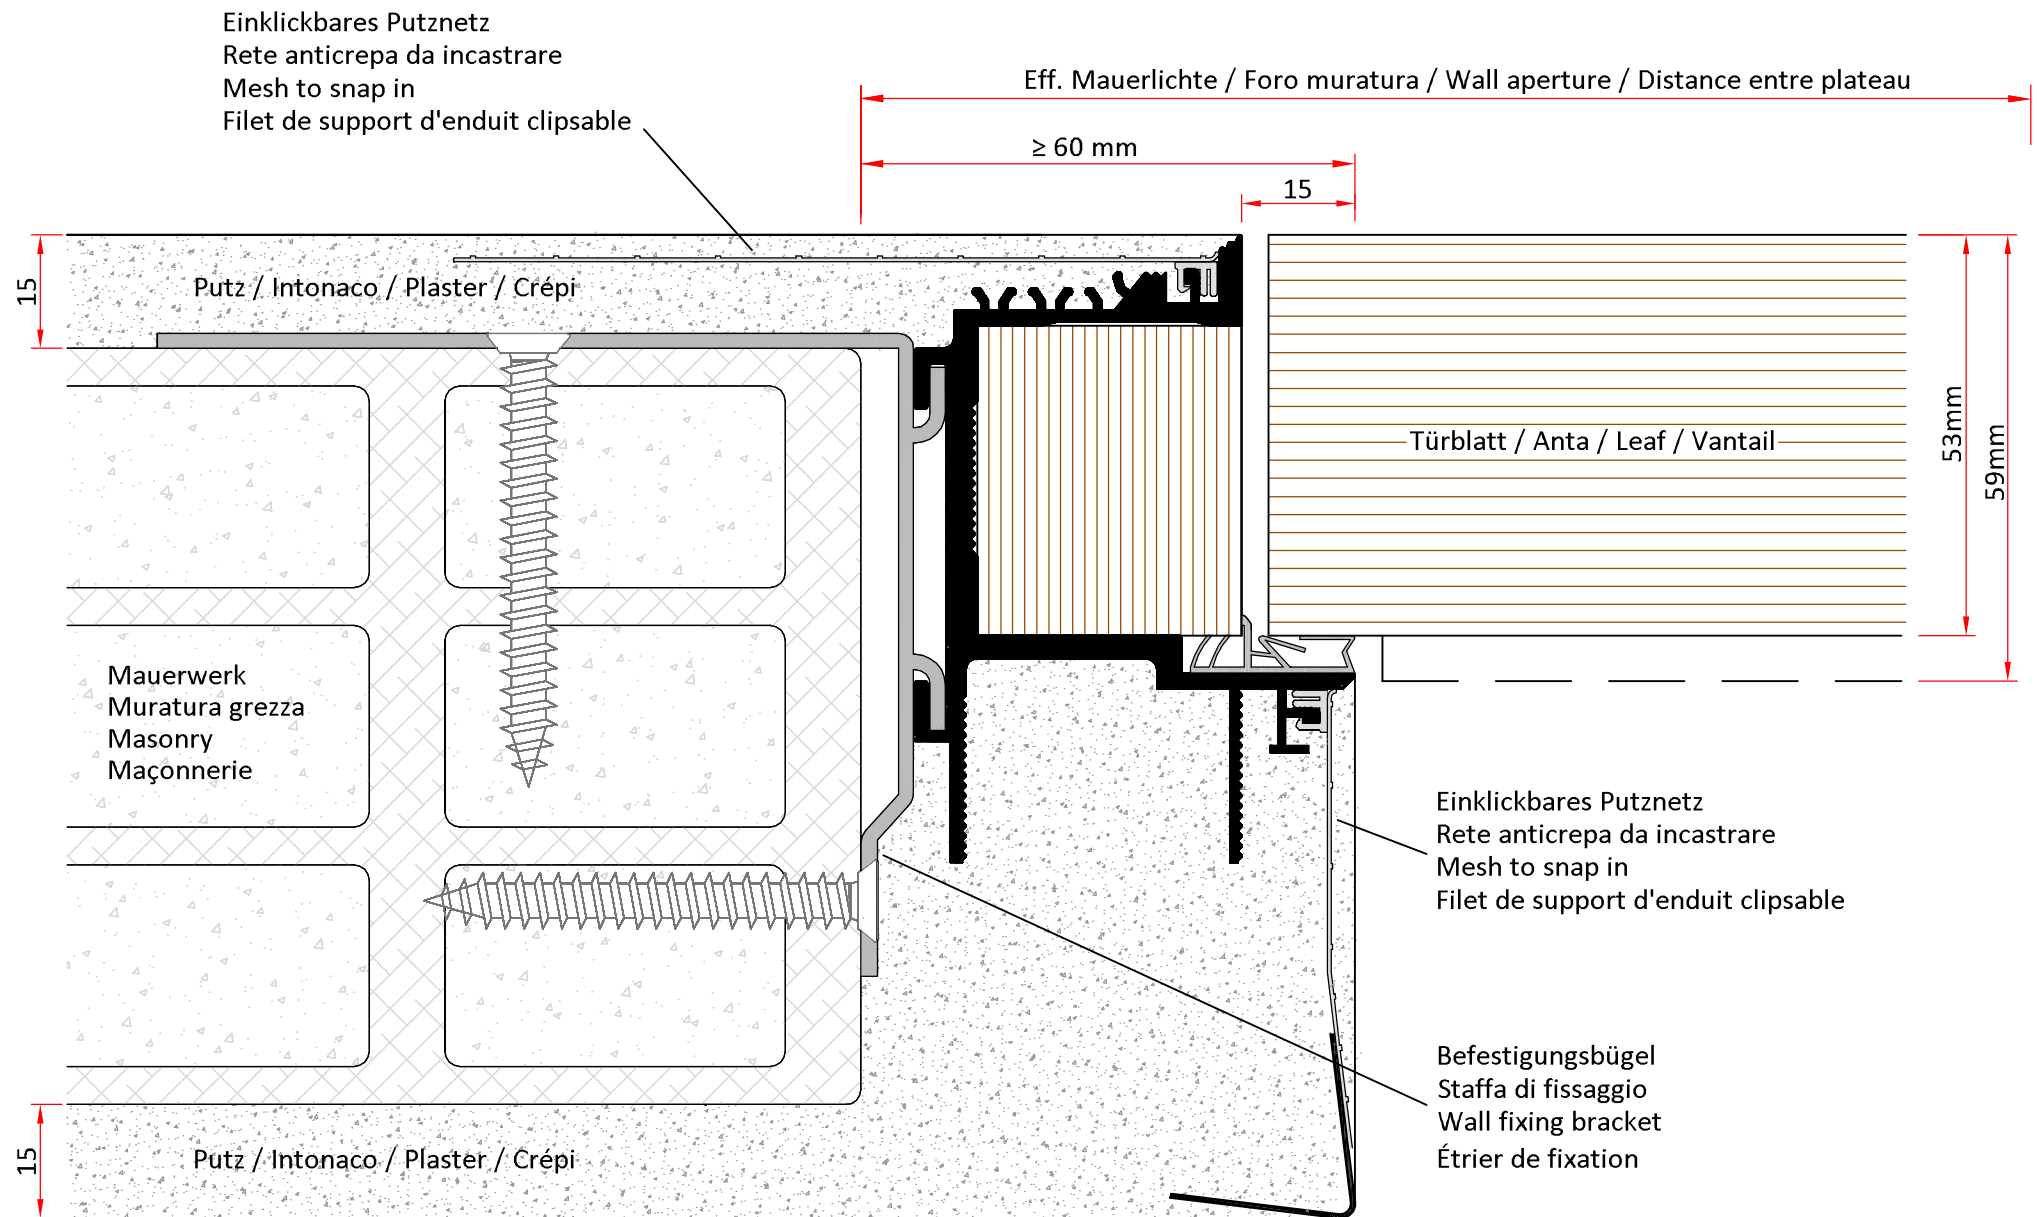 Einklickbares Putznetz
Rete anticrepa da incastrare
Mesh to snap in
Filet de support d'enduit clipsable
Eff. Mauerlichte / Foro muratura / Wall aperture / Distance entre plateau
≥ 60 mm
15
15
Putz / Intonaco / Plaster / Crépi
Türblatt / Anta / Leaf / Vantail
53mm
59mm
Mauerwerk
Muratura grezza
Masonry
Maçonnerie
Einklickbares Putznetz
Rete anticrepa da incastrare
Mesh to snap in
Filet de support d'enduit clipsable
Befestigungsbügel
Staffa di fissaggio
Wall fixing bracket
Étrier de fixation
15
Putz / Intonaco / Plaster / Crépi